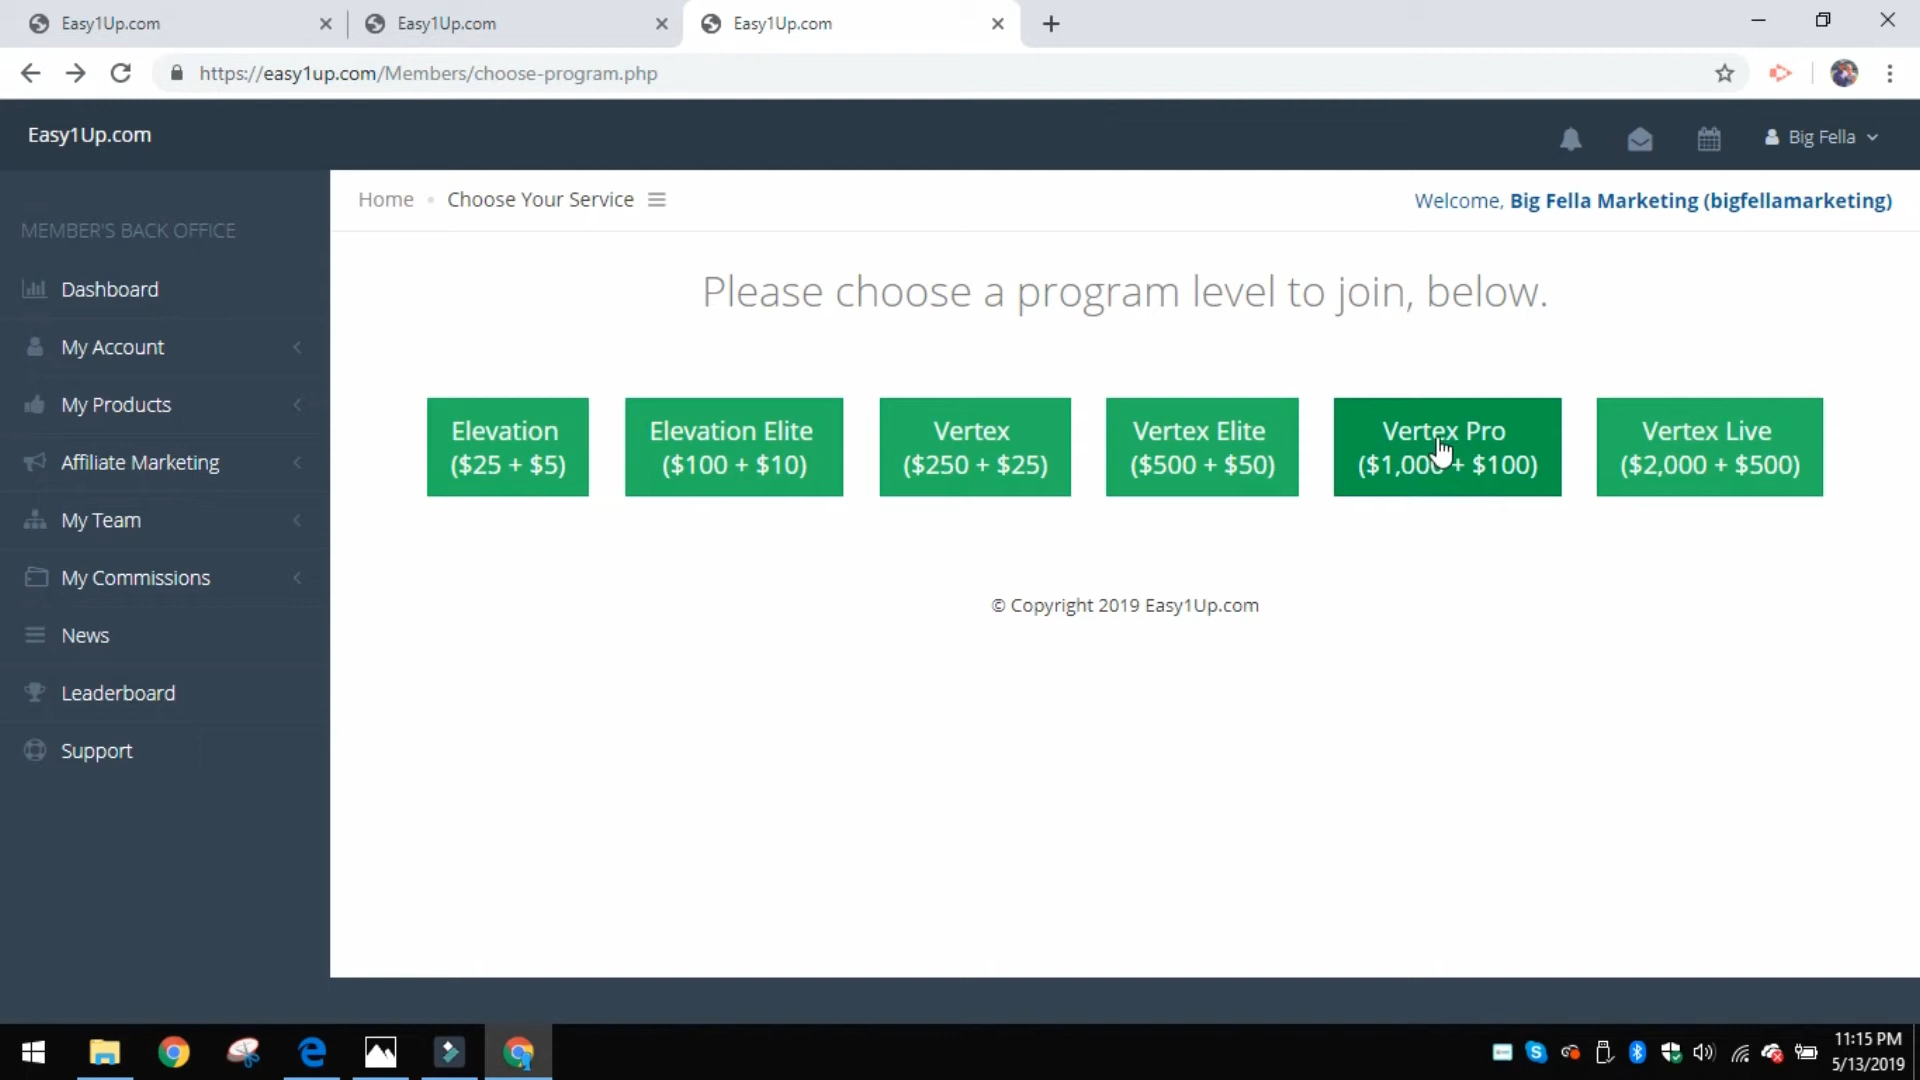 Easy1Up.com
Easy1Up.com
Easy1Up.com
https://easy1up.com/Members/choose-program.php
Easy1Up.com
Big Fella
MEMBER'S BACK OFFICE
Dashboard
My Account
My Products
Affiliate Marketing
My Team
My Commissions
News
Leaderboard
Support
Home • Choose Your Service
Welcome, Big Fella Marketing (bigfellamarketing)
Please choose a program level to join, below.
Elevation
($25 + $5)
Elevation Elite
($100 + $10)
Vertex
($250 + $25)
Vertex Elite
($500 + $50)
Vertex Pro
($1,000 + $100)
Vertex Live
($2,000 + $500)
© Copyright 2019 Easy1Up.com
11:15 PM
5/13/2019